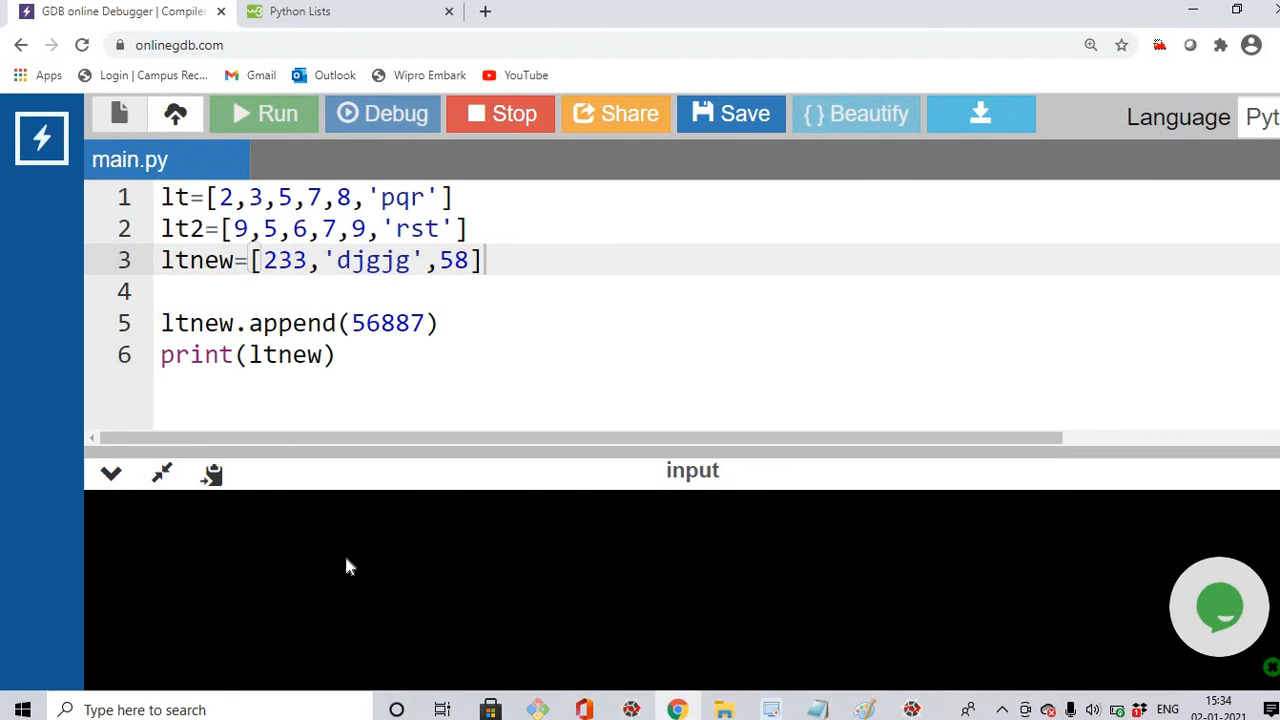 GDB online Debugger | Compiler
Python Lists
onlinegdb.com
Apps
Login | Campus Rec...
Gmail
Outlook
Wipro Embark
YouTube
Run
Debug
Stop
Share
Save
{ } Beautify
Language
Pyt
main.py
1 lt=[2,3,5,7,8,'pqr']
2 lt2=[9,5,6,7,9,'rst']
3 ltnew=[233,'djgjg',58]
4
5 ltnew.append(56887)
6 print(ltnew)
input
Type here to search
ENG
15:34
02-01-2021